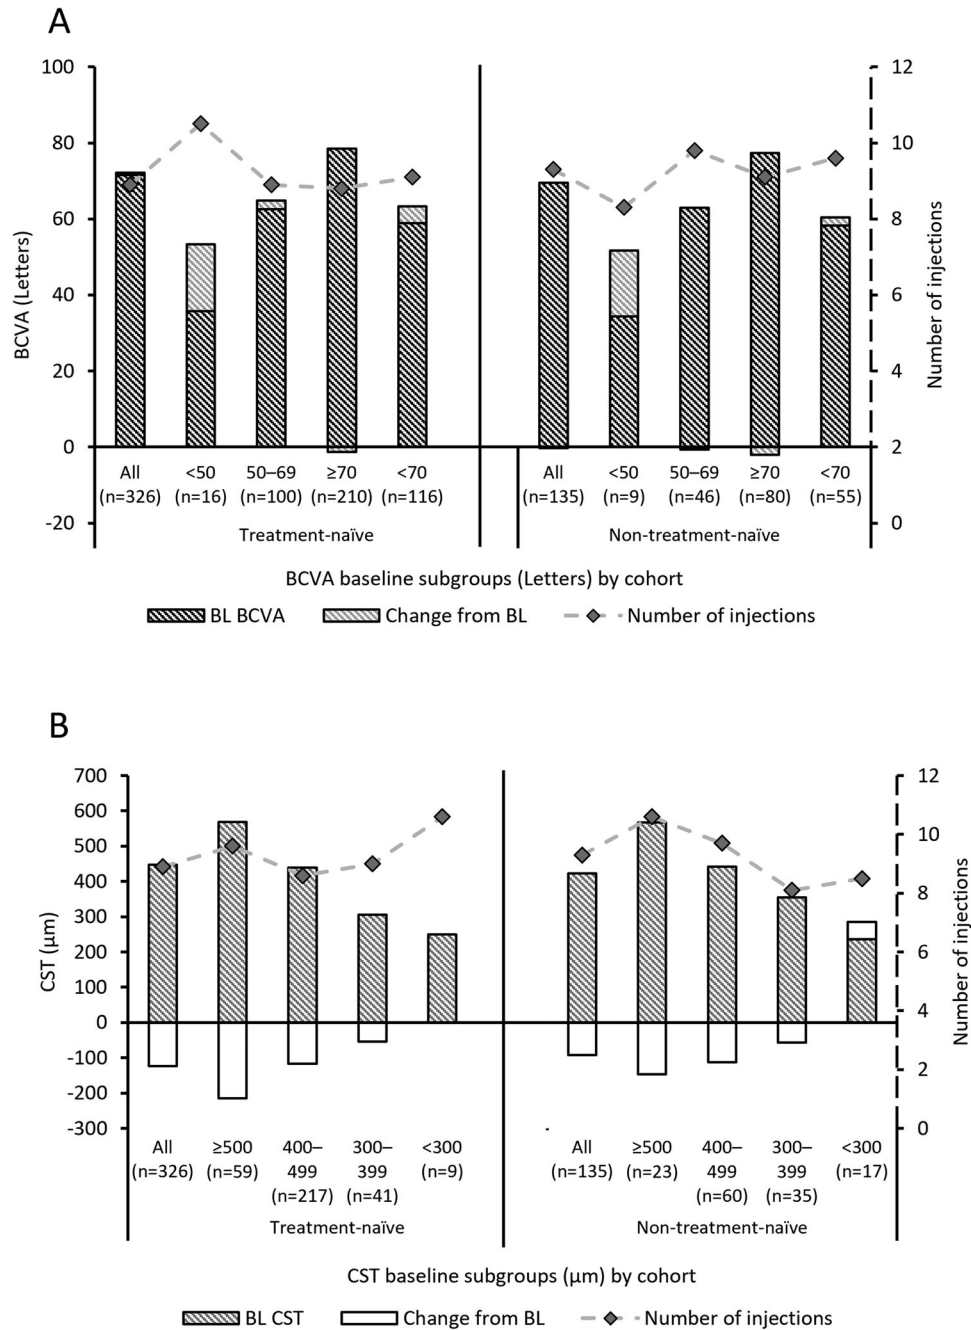 A
100
80
60
40
20
0
-20
BCVA (Letters)
12
10
8
6
4
2
0
Number of injections
All <50 50–69 ≥70 <70 All <50 50–69 ≥70 <70
(n=326) (n=16) (n=100) (n=210) (n=116) (n=135) (n=9) (n=46) (n=80) (n=55)
Treatment-naïve Non-treatment-naïve
BCVA baseline subgroups (Letters) by cohort
BL BCVA Change from BL Number of injections
B
700
600
500
400
300
200
100
0
-100
-200
-300
CST (µm)
12
10
8
6
4
2
0
Number of injections
All ≥500 400– 300– <300 All ≥500 400– 300– <300
(n=326) (n=59) 499 399 (n=9) (n=135) (n=23) 499 399 (n=17)
(n=217) (n=41) (n=60) (n=35)
Treatment-naïve Non-treatment-naïve
CST baseline subgroups (µm) by cohort
BL CST Change from BL Number of injections